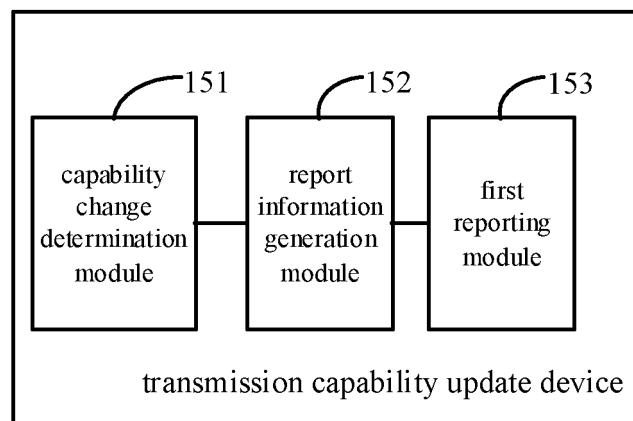 151
152
153
capability
change
determination
module
report
information
generation
module
first
reporting
module
transmission capability update device